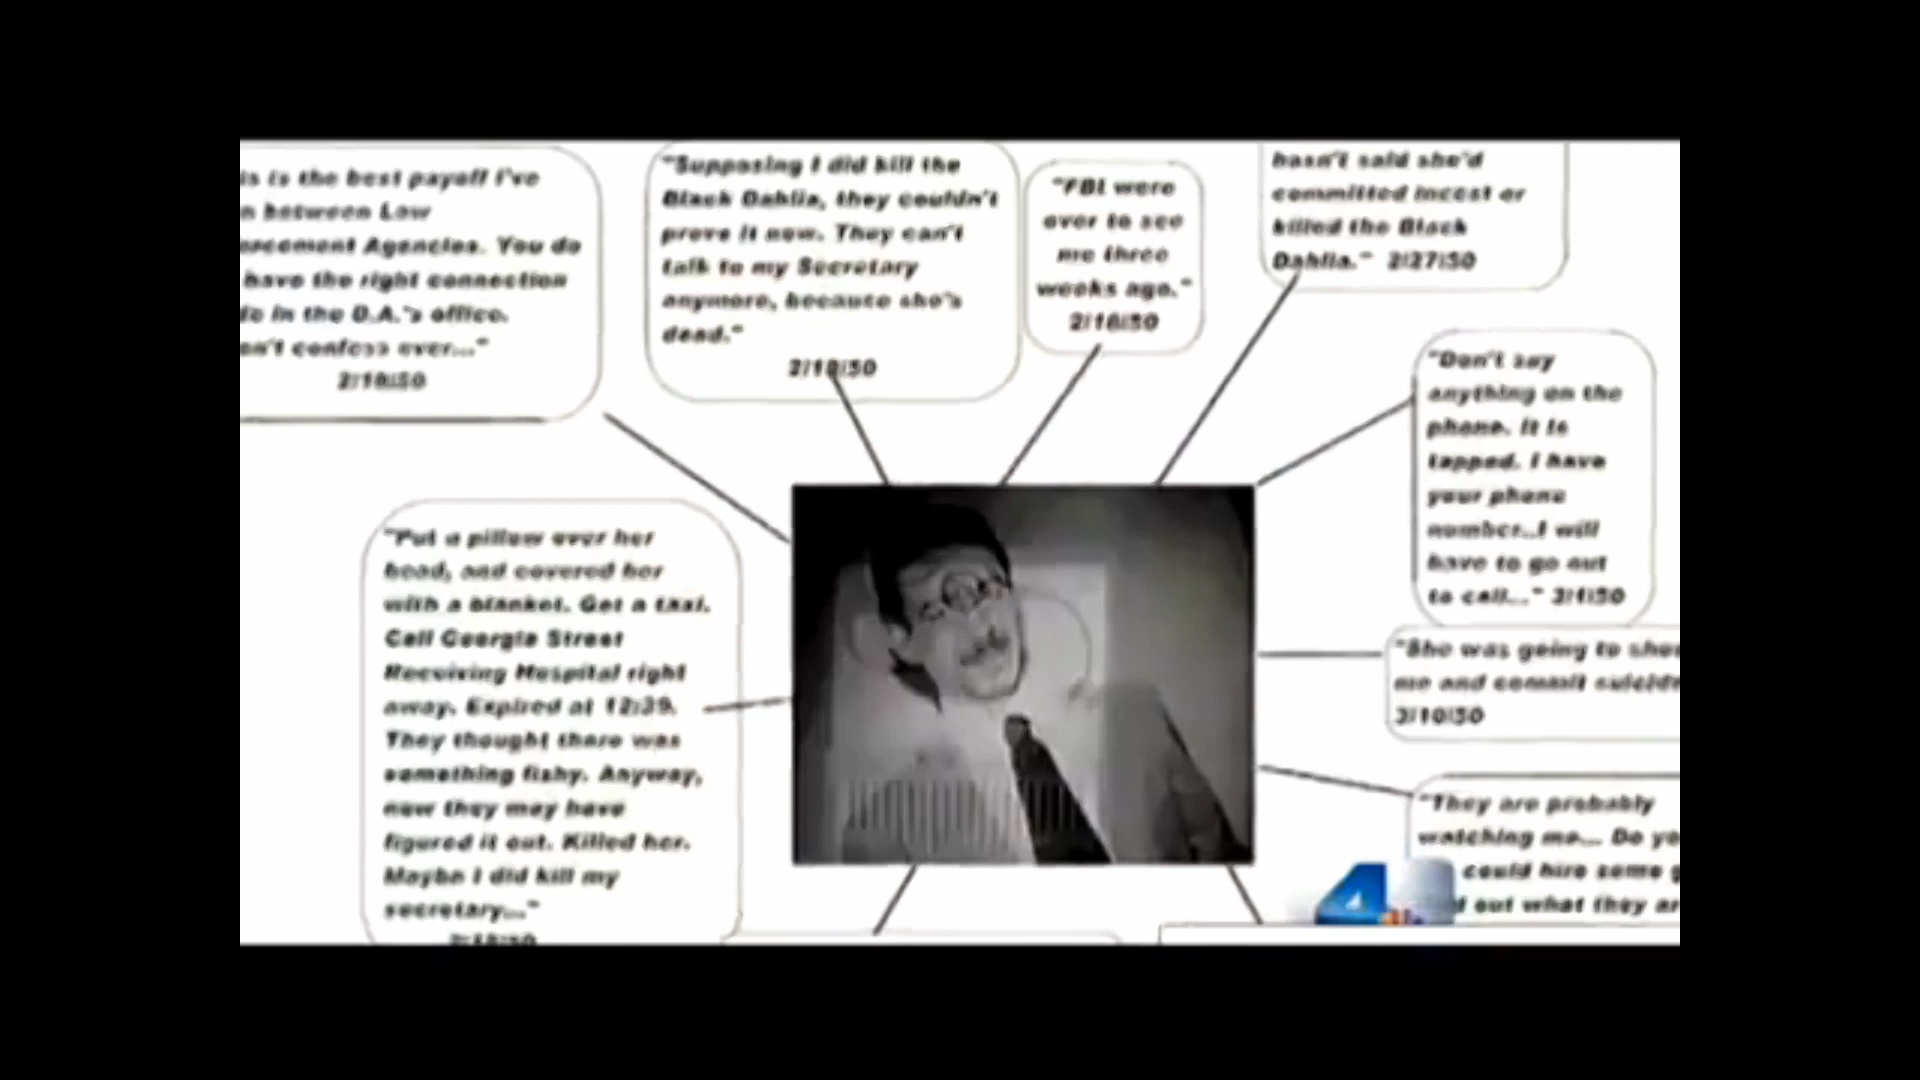 is is the best payoff I've
n between Law
orcement Agencies. You do
have the right connection
in the D.A.'s office.
n't confess ever..."
2/18/50
"Supposing I did kill the
Black Dahlia, they couldn't
prove it now. They can't
talk to my Secretary
anymore, because she's
dead."
2/18/50
"FBI were
over to see
me three
weeks ago."
2/18/50
hasn't said she'd
committed incest or
killed the Black
Dahlia." 2/27/50
"Don't say
anything on the
phone. It is
tapped. I have
your phone
number..I will
have to go out
to call..." 3/1/50
"She was going to shoo
me and commit suicid
3/10/50
"They are probably
watching me... Do yo
could hire some g
d out what they ar
"Put a pillow over her
head, and covered her
with a blanket. Get a taxi.
Call Georgia Street
Receiving Hospital right
away. Expired at 12:39.
They thought there was
something fishy. Anyway,
now they may have
figured it out. Killed her.
Maybe I did kill my
secretary..."
4